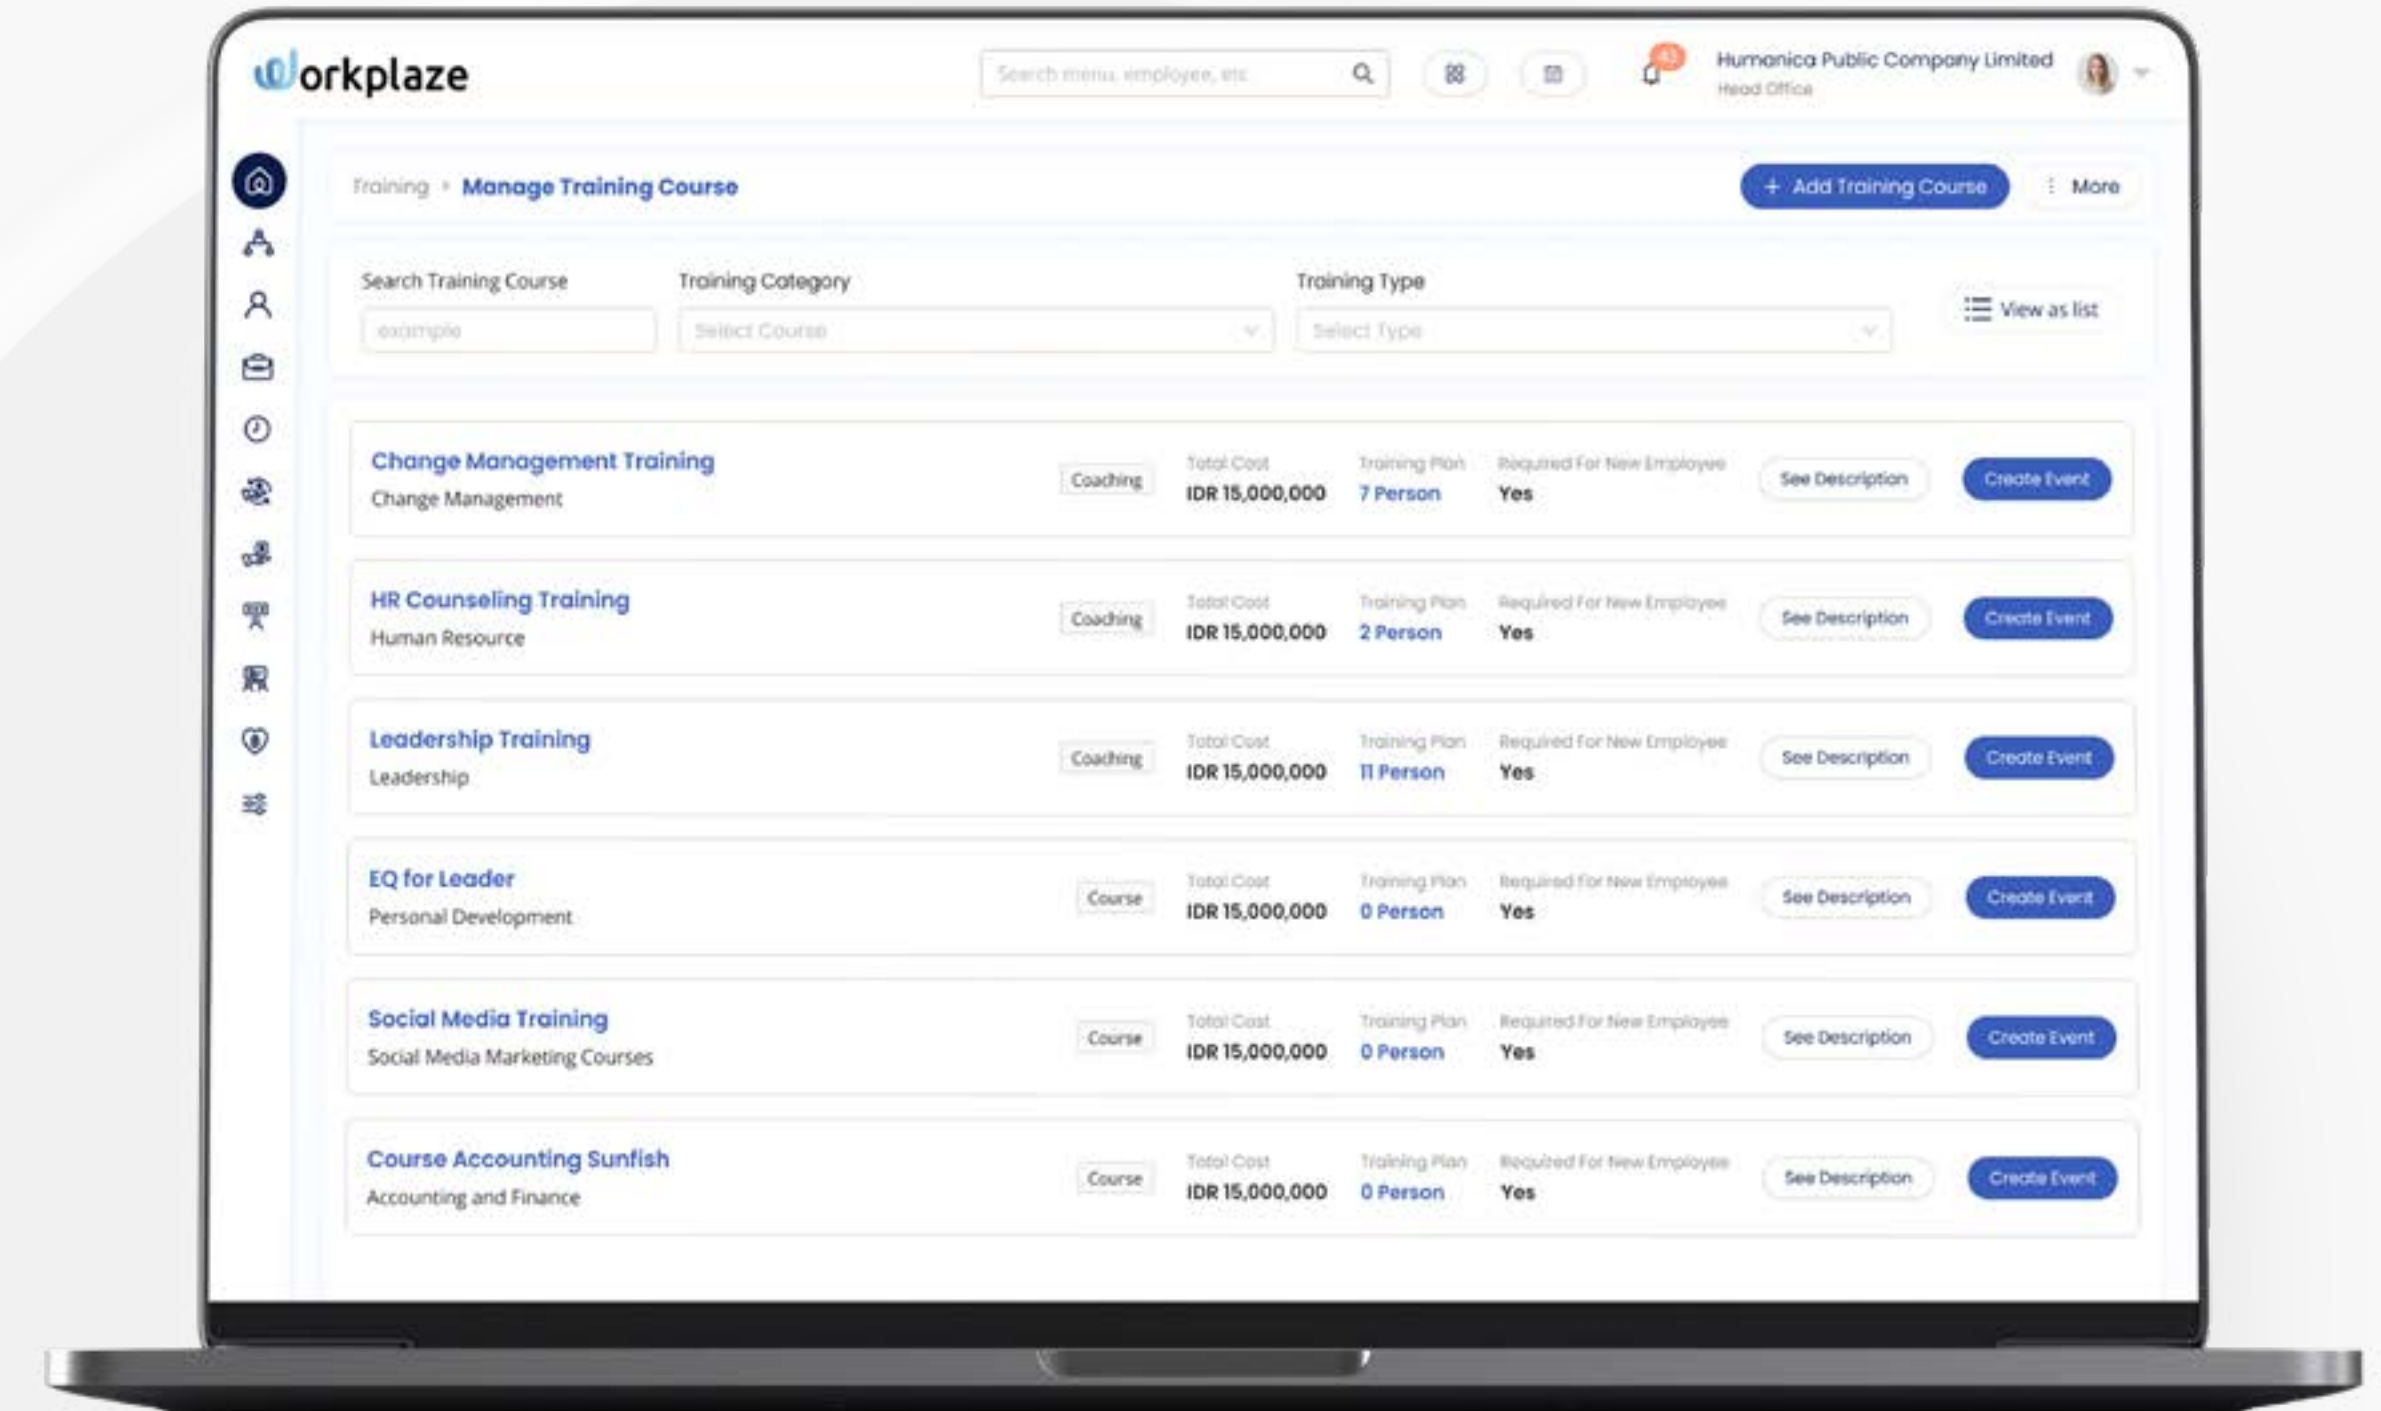 Workplaze
Search menu, employee, etc
43
Humanica Public Company Limited
Head Office
Training
Manage Training Course
+ Add Training Course
More
Search Training Course
Training Category
Training Type
example
Select Course
Select Type
View as list
Change Management Training
Change Management
Coaching
Total Cost
IDR 15,000,000
Training Plan
7 Person
Required For New Employee
Yes
See Description
Create Event
HR Counseling Training
Human Resource
Coaching
Total Cost
IDR 15,000,000
Training Plan
2 Person
Required For New Employee
Yes
See Description
Create Event
Leadership Training
Leadership
Coaching
Total Cost
IDR 15,000,000
Training Plan
11 Person
Required For New Employee
Yes
See Description
Create Event
EQ for Leader
Personal Development
Course
Total Cost
IDR 15,000,000
Training Plan
0 Person
Required For New Employee
Yes
See Description
Create Event
Social Media Training
Social Media Marketing Courses
Course
Total Cost
IDR 15,000,000
Training Plan
0 Person
Required For New Employee
Yes
See Description
Create Event
Course Accounting Sunfish
Accounting and Finance
Course
Total Cost
IDR 15,000,000
Training Plan
0 Person
Required For New Employee
Yes
See Description
Create Event